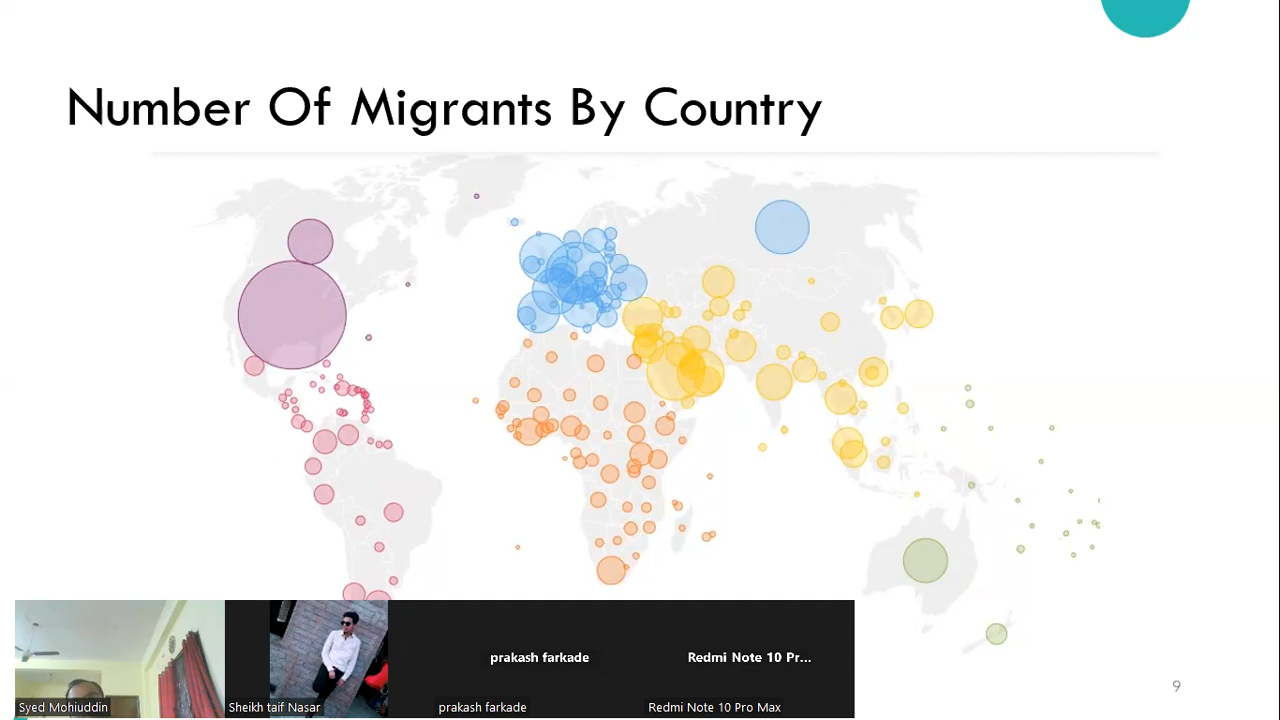 Number Of Migrants By Country
prakash farkade
Redmi Note 10 Pr...
Syed Mohiuddin
Sheikh taif Nasar
prakash farkade
Redmi Note 10 Pro Max
9